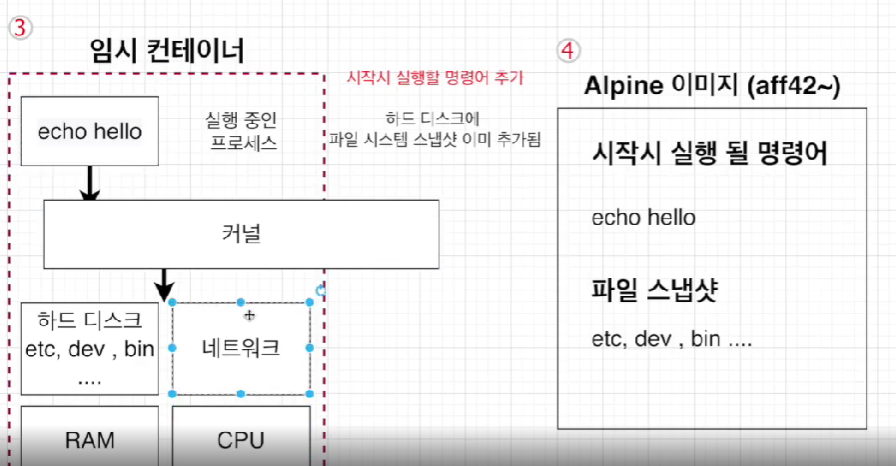 ③
임시 컨테이너
echo hello
실행 중인
프로세스
시작시 실행할 명령어 추가
하드 디스크에
파일 시스템 스냅샷 이미 추가됨
커널
하드 디스크
etc, dev , bin
....
네트워크
RAM
CPU
④
Alpine 이미지 (aff42~)
시작시 실행 될 명령어
echo hello
파일 스냅샷
etc, dev , bin ....